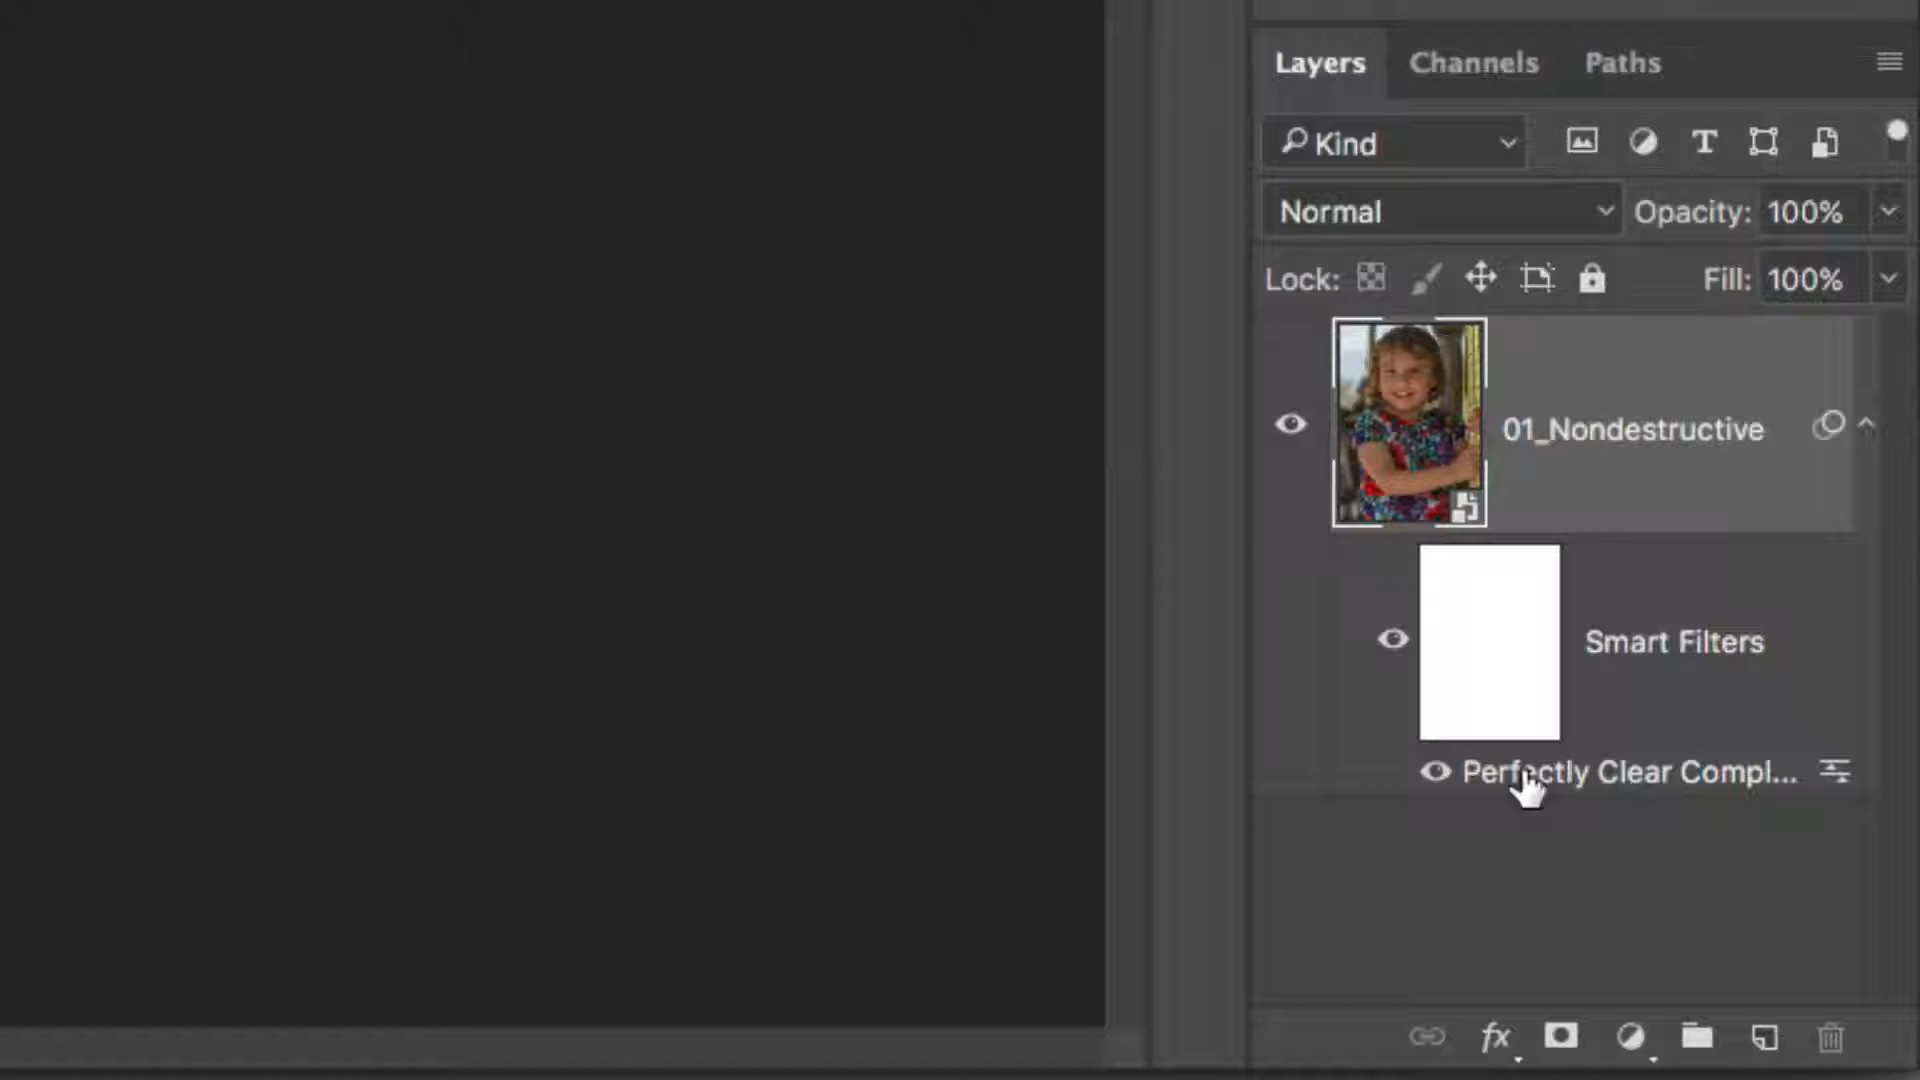 Layers Channels Paths
Kind
Normal Opacity: 100%
Lock: Fill: 100%
01_Nondestructive
Smart Filters
Perfectly Clear Compl...
fx